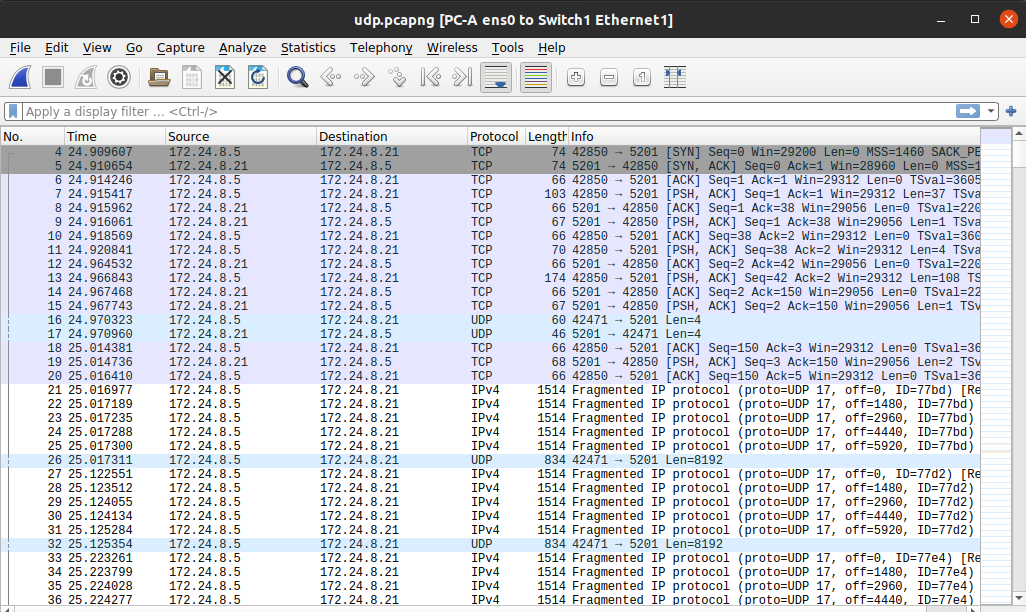 udp.pcapng [PC-A ens0 to Switch1 Ethernet1]
File Edit View Go Capture Analyze Statistics Telephony Wireless Tools Help
Apply a display filter … <Ctrl-/>
No. Time Source Destination Protocol Length Info
4 24.909607 172.24.8.5 172.24.8.21 TCP 74 42850 → 5201 [SYN] Seq=0 Win=29200 Len=0 MSS=1460 SACK_PE
5 24.910654 172.24.8.21 172.24.8.5 TCP 74 5201 → 42850 [SYN, ACK] Seq=0 Ack=1 Win=28960 Len=0 MSS=1
6 24.914246 172.24.8.5 172.24.8.21 TCP 66 42850 → 5201 [ACK] Seq=1 Ack=1 Win=29312 Len=0 TSval=3605
7 24.915417 172.24.8.5 172.24.8.21 TCP 103 42850 → 5201 [PSH, ACK] Seq=1 Ack=1 Win=29312 Len=37 TSva
8 24.915962 172.24.8.21 172.24.8.5 TCP 66 5201 → 42850 [ACK] Seq=1 Ack=38 Win=29056 Len=0 TSval=220
9 24.916061 172.24.8.21 172.24.8.5 TCP 67 5201 → 42850 [PSH, ACK] Seq=1 Ack=38 Win=29056 Len=1 TSva
10 24.918569 172.24.8.5 172.24.8.21 TCP 66 42850 → 5201 [ACK] Seq=38 Ack=2 Win=29312 Len=0 TSval=360
11 24.920841 172.24.8.5 172.24.8.21 TCP 70 42850 → 5201 [PSH, ACK] Seq=38 Ack=2 Win=29312 Len=4 TSva
12 24.964532 172.24.8.21 172.24.8.5 TCP 66 5201 → 42850 [ACK] Seq=2 Ack=42 Win=29056 Len=0 TSval=220
13 24.966843 172.24.8.5 172.24.8.21 TCP 174 42850 → 5201 [PSH, ACK] Seq=42 Ack=2 Win=29312 Len=108 TS
14 24.967468 172.24.8.21 172.24.8.5 TCP 66 5201 → 42850 [ACK] Seq=2 Ack=150 Win=29056 Len=0 TSval=22
15 24.967743 172.24.8.21 172.24.8.5 TCP 67 5201 → 42850 [PSH, ACK] Seq=2 Ack=150 Win=29056 Len=1 TSv
16 24.970323 172.24.8.5 172.24.8.21 UDP 60 42471 → 5201 Len=4
17 24.970960 172.24.8.21 172.24.8.5 UDP 46 5201 → 42471 Len=4
18 25.014381 172.24.8.5 172.24.8.21 TCP 66 42850 → 5201 [ACK] Seq=150 Ack=3 Win=29312 Len=0 TSval=36
19 25.014736 172.24.8.21 172.24.8.5 TCP 68 5201 → 42850 [PSH, ACK] Seq=3 Ack=150 Win=29056 Len=2 TSv
20 25.016410 172.24.8.5 172.24.8.21 TCP 66 42850 → 5201 [ACK] Seq=150 Ack=5 Win=29312 Len=0 TSval=36
21 25.016977 172.24.8.5 172.24.8.21 IPv4 1514 Fragmented IP protocol (proto=UDP 17, off=0, ID=77bd) [Re
22 25.017189 172.24.8.5 172.24.8.21 IPv4 1514 Fragmented IP protocol (proto=UDP 17, off=1480, ID=77bd)
23 25.017235 172.24.8.5 172.24.8.21 IPv4 1514 Fragmented IP protocol (proto=UDP 17, off=2960, ID=77bd)
24 25.017288 172.24.8.5 172.24.8.21 IPv4 1514 Fragmented IP protocol (proto=UDP 17, off=4440, ID=77bd)
25 25.017300 172.24.8.5 172.24.8.21 IPv4 1514 Fragmented IP protocol (proto=UDP 17, off=5920, ID=77bd)
26 25.017311 172.24.8.5 172.24.8.21 UDP 834 42471 → 5201 Len=8192
27 25.122551 172.24.8.5 172.24.8.21 IPv4 1514 Fragmented IP protocol (proto=UDP 17, off=0, ID=77d2) [Re
28 25.123512 172.24.8.5 172.24.8.21 IPv4 1514 Fragmented IP protocol (proto=UDP 17, off=1480, ID=77d2)
29 25.124055 172.24.8.5 172.24.8.21 IPv4 1514 Fragmented IP protocol (proto=UDP 17, off=2960, ID=77d2)
30 25.124134 172.24.8.5 172.24.8.21 IPv4 1514 Fragmented IP protocol (proto=UDP 17, off=4440, ID=77d2)
31 25.125284 172.24.8.5 172.24.8.21 IPv4 1514 Fragmented IP protocol (proto=UDP 17, off=5920, ID=77d2)
32 25.125354 172.24.8.5 172.24.8.21 UDP 834 42471 → 5201 Len=8192
33 25.223261 172.24.8.5 172.24.8.21 IPv4 1514 Fragmented IP protocol (proto=UDP 17, off=0, ID=77e4) [Re
34 25.223799 172.24.8.5 172.24.8.21 IPv4 1514 Fragmented IP protocol (proto=UDP 17, off=1480, ID=77e4)
35 25.224028 172.24.8.5 172.24.8.21 IPv4 1514 Fragmented IP protocol (proto=UDP 17, off=2960, ID=77e4)
36 25.224277 172.24.8.5 172.24.8.21 IPv4 1514 Fragmented IP protocol (proto=UDP 17, off=4440, ID=77e4)